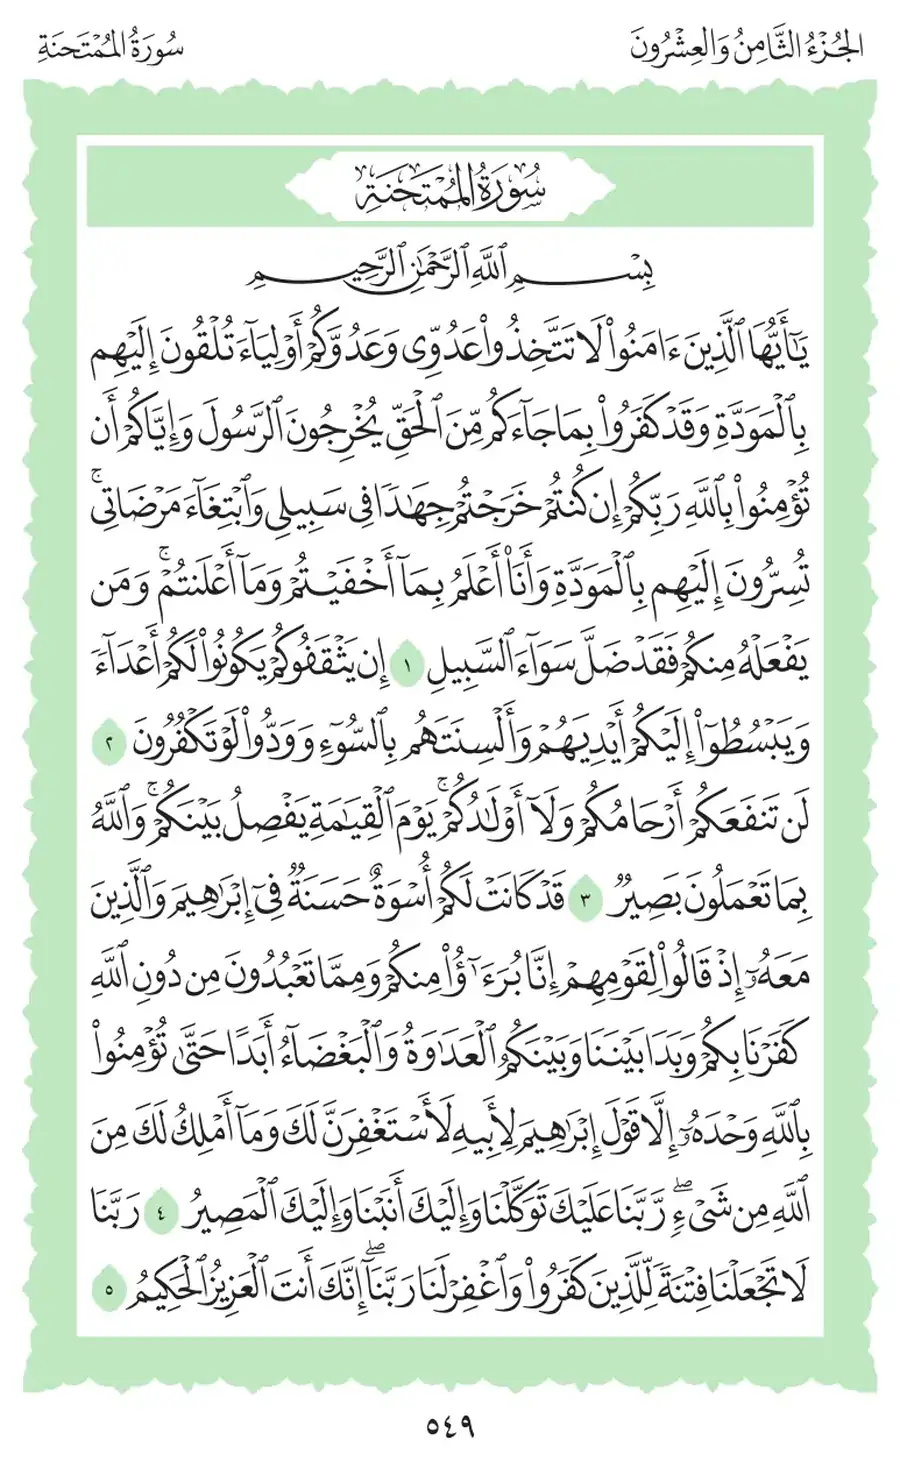 الجُزْءُ الثَّامِنُ وَالعِشْرُونَ
سُورَةُ المُمْتَحنَةِ
سُورَةُ المُمْتَحنَةِ
بِسْمِ ٱللَّهِ ٱلرَّحْمَٰنِ ٱلرَّحِيمِ
يَٰٓأَيُّهَا ٱلَّذِينَ ءَامَنُوا۟ لَا تَتَّخِذُوا۟ عَدُوِّى وَعَدُوَّكُمْ أَوْلِيَآءَ تُلْقُونَ إِلَيْهِم
بِٱلْمَوَدَّةِ وَقَدْ كَفَرُوا۟ بِمَا جَآءَكُم مِّنَ ٱلْحَقِّ يُخْرِجُونَ ٱلرَّسُولَ وَإِيَّاكُمْ أَن
تُؤْمِنُوا۟ بِٱللَّهِ رَبِّكُمْ إِن كُنتُمْ خَرَجْتُمْ جِهَٰدًا فِى سَبِيلِى وَٱبْتِغَآءَ مَرْضَاتِى ۚ
تُسِرُّونَ إِلَيْهِم بِٱلْمَوَدَّةِ وَأَنَا۠ أَعْلَمُ بِمَآ أَخْفَيْتُمْ وَمَآ أَعْلَنتُمْ ۚ وَمَن
يَفْعَلْهُ مِنكُمْ فَقَدْ ضَلَّ سَوَآءَ ٱلسَّبِيلِ ١ إِن يَثْقَفُوكُمْ يَكُونُوا۟ لَكُمْ أَعْدَآءً
وَيَبْسُطُوٓا۟ إِلَيْكُمْ أَيْدِيَهُمْ وَأَلْسِنَتَهُم بِٱلسُّوٓءِ وَوَدُّوا۟ لَوْ تَكْفُرُونَ ٢
لَن تَنفَعَكُمْ أَرْحَامُكُمْ وَلَآ أَوْلَٰدُكُمْ ۚ يَوْمَ ٱلْقِيَٰمَةِ يَفْصِلُ بَيْنَكُمْ ۚ وَٱللَّهُ
بِمَا تَعْمَلُونَ بَصِيرٌ ٣ قَدْ كَانَتْ لَكُمْ أُسْوَةٌ حَسَنَةٌ فِىٓ إِبْرَٰهِيمَ وَٱلَّذِينَ
مَعَهُۥٓ إِذْ قَالُوا۟ لِقَوْمِهِمْ إِنَّا بُرَءَٰٓؤُا۟ مِنكُمْ وَمِمَّا تَعْبُدُونَ مِن دُونِ ٱللَّهِ
كَفَرْنَا بِكُمْ وَبَدَا بَيْنَنَا وَبَيْنَكُمُ ٱلْعَدَٰوَةُ وَٱلْبَغْضَآءُ أَبَدًا حَتَّىٰ تُؤْمِنُوا۟
بِٱللَّهِ وَحْدَهُۥٓ إِلَّا قَوْلَ إِبْرَٰهِيمَ لِأَبِيهِ لَأَسْتَغْفِرَنَّ لَكَ وَمَآ أَمْلِكُ لَكَ مِنَ
ٱللَّهِ مِن شَىْءٍ ۖ رَّبَّنَا عَلَيْكَ تَوَكَّلْنَا وَإِلَيْكَ أَنَبْنَا وَإِلَيْكَ ٱلْمَصِيرُ ٤ رَبَّنَا
لَا تَجْعَلْنَا فِتْنَةً لِّلَّذِينَ كَفَرُوا۟ وَٱغْفِرْ لَنَا رَبَّنَآ ۖ إِنَّكَ أَنتَ ٱلْعَزِيزُ ٱلْحَكِيمُ ٥
٥٤٩